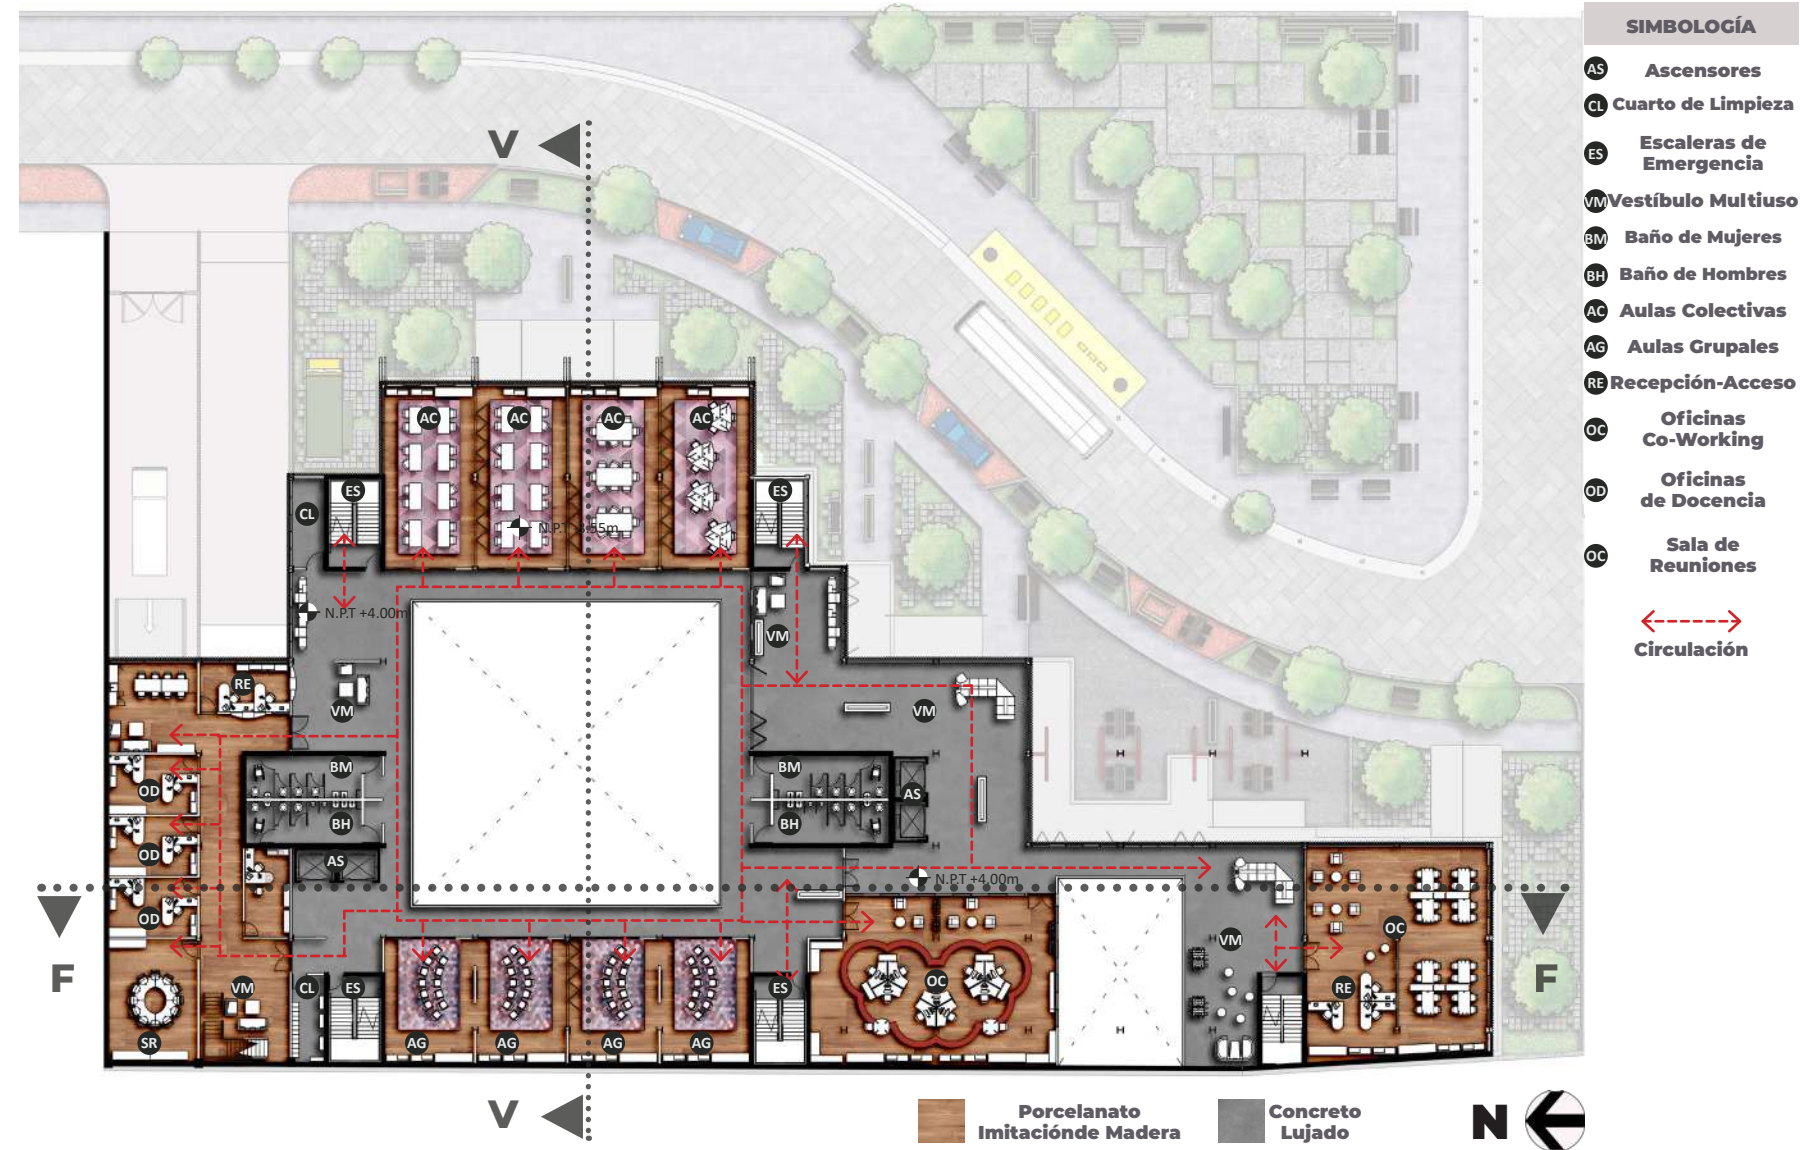 SIMBOLOGÍA
AS Ascensores
CL Cuarto de Limpieza
ES Escaleras de
Emergencia
VM Vestíbulo Multiuso
BM Baño de Mujeres
BH Baño de Hombres
AC Aulas Colectivas
AG Aulas Grupales
RE Recepción-Acceso
OC Oficinas
Co-Working
OD Oficinas
de Docencia
OC Sala de
Reuniones
Circulación
V
AC AC AC AC
ES ES
CL
N.P.T +3.55m
N.P.T +4.00m
VM
RE
VM VM
BM BM
OD AS
BH BH
OD AS
N.P.T +4.00m
OD OC
VM
F F
OC
CL ES ES RE
VM
SR AG AG AG AG
V
Porcelanato
Imitaciónde Madera
Concreto
Lujado
N